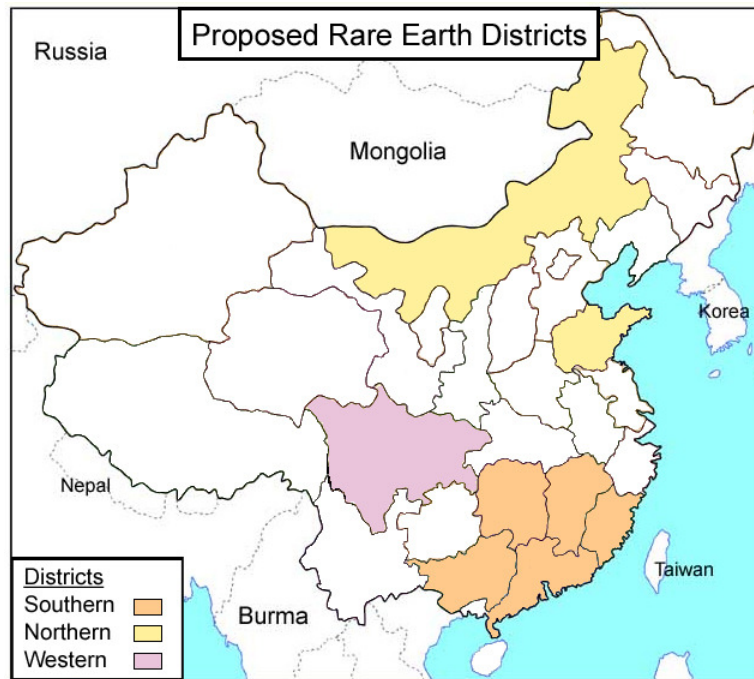 Proposed Rare Earth Districts
Russia
Mongolia
Korea
Nepal
Taiwan
Burma
Districts
Southern
Northern
Western